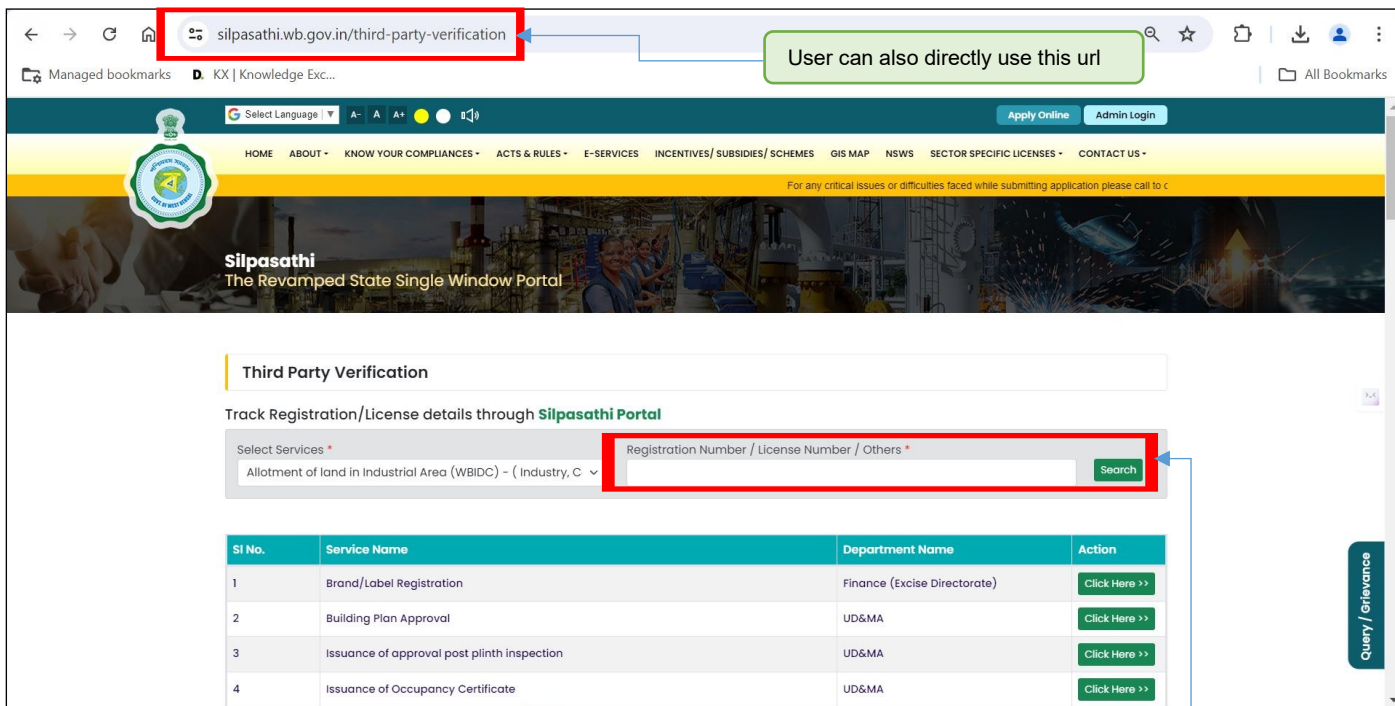 silpasathi.wb.gov.in/third-party-verification
User can also directly use this url
Managed bookmarks
D. KX | Knowledge Exc...
All Bookmarks
G Select Language ▼ A- A A+
Apply Online Admin Login
HOME ABOUT KNOW YOUR COMPLIANCES ACTS & RULES E-SERVICES INCENTIVES/ SUBSIDIES/ SCHEMES GIS MAP NSWS SECTOR SPECIFIC LICENSES CONTACT US
For any critical issues or difficulties faced while submitting application please call to c
Silpasathi
The Revamped State Single Window Portal
Third Party Verification
Track Registration/License details through Silpasathi Portal
Select Services * Registration Number / License Number / Others *
Allotment of land in Industrial Area (WBIDC) - ( Industry, C
Search
Sl No. Service Name Department Name Action
1 Brand/Label Registration Finance (Excise Directorate) Click Here >>
2 Building Plan Approval UD&MA Click Here >>
3 Issuance of approval post plinth inspection UD&MA Click Here >>
4 Issuance of Occupancy Certificate UD&MA Click Here >>
Query / Grievance